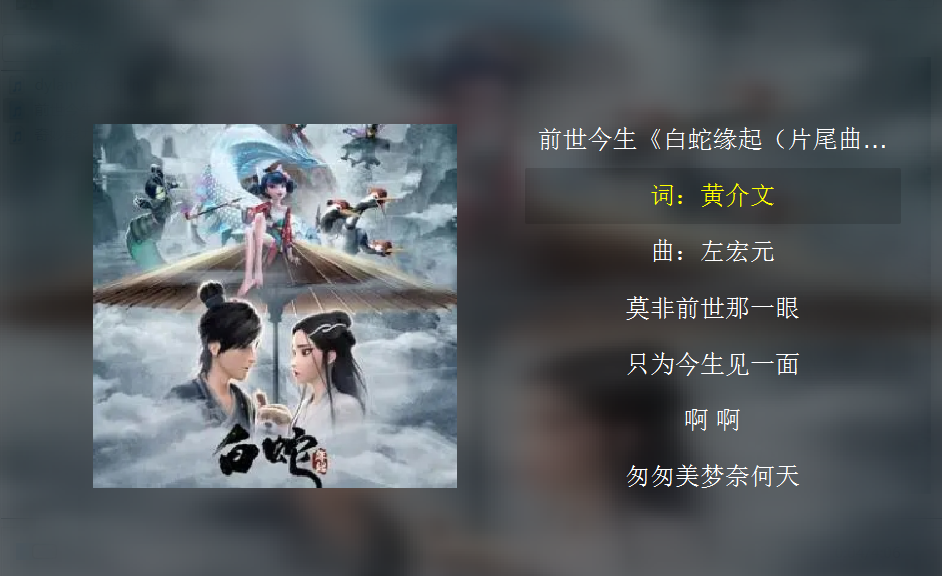 白蛇
缘起
前世今生《白蛇缘起（片尾曲...
词：黄介文
曲：左宏元
莫非前世那一眼
只为今生见一面
啊 啊
匆匆美梦奈何天